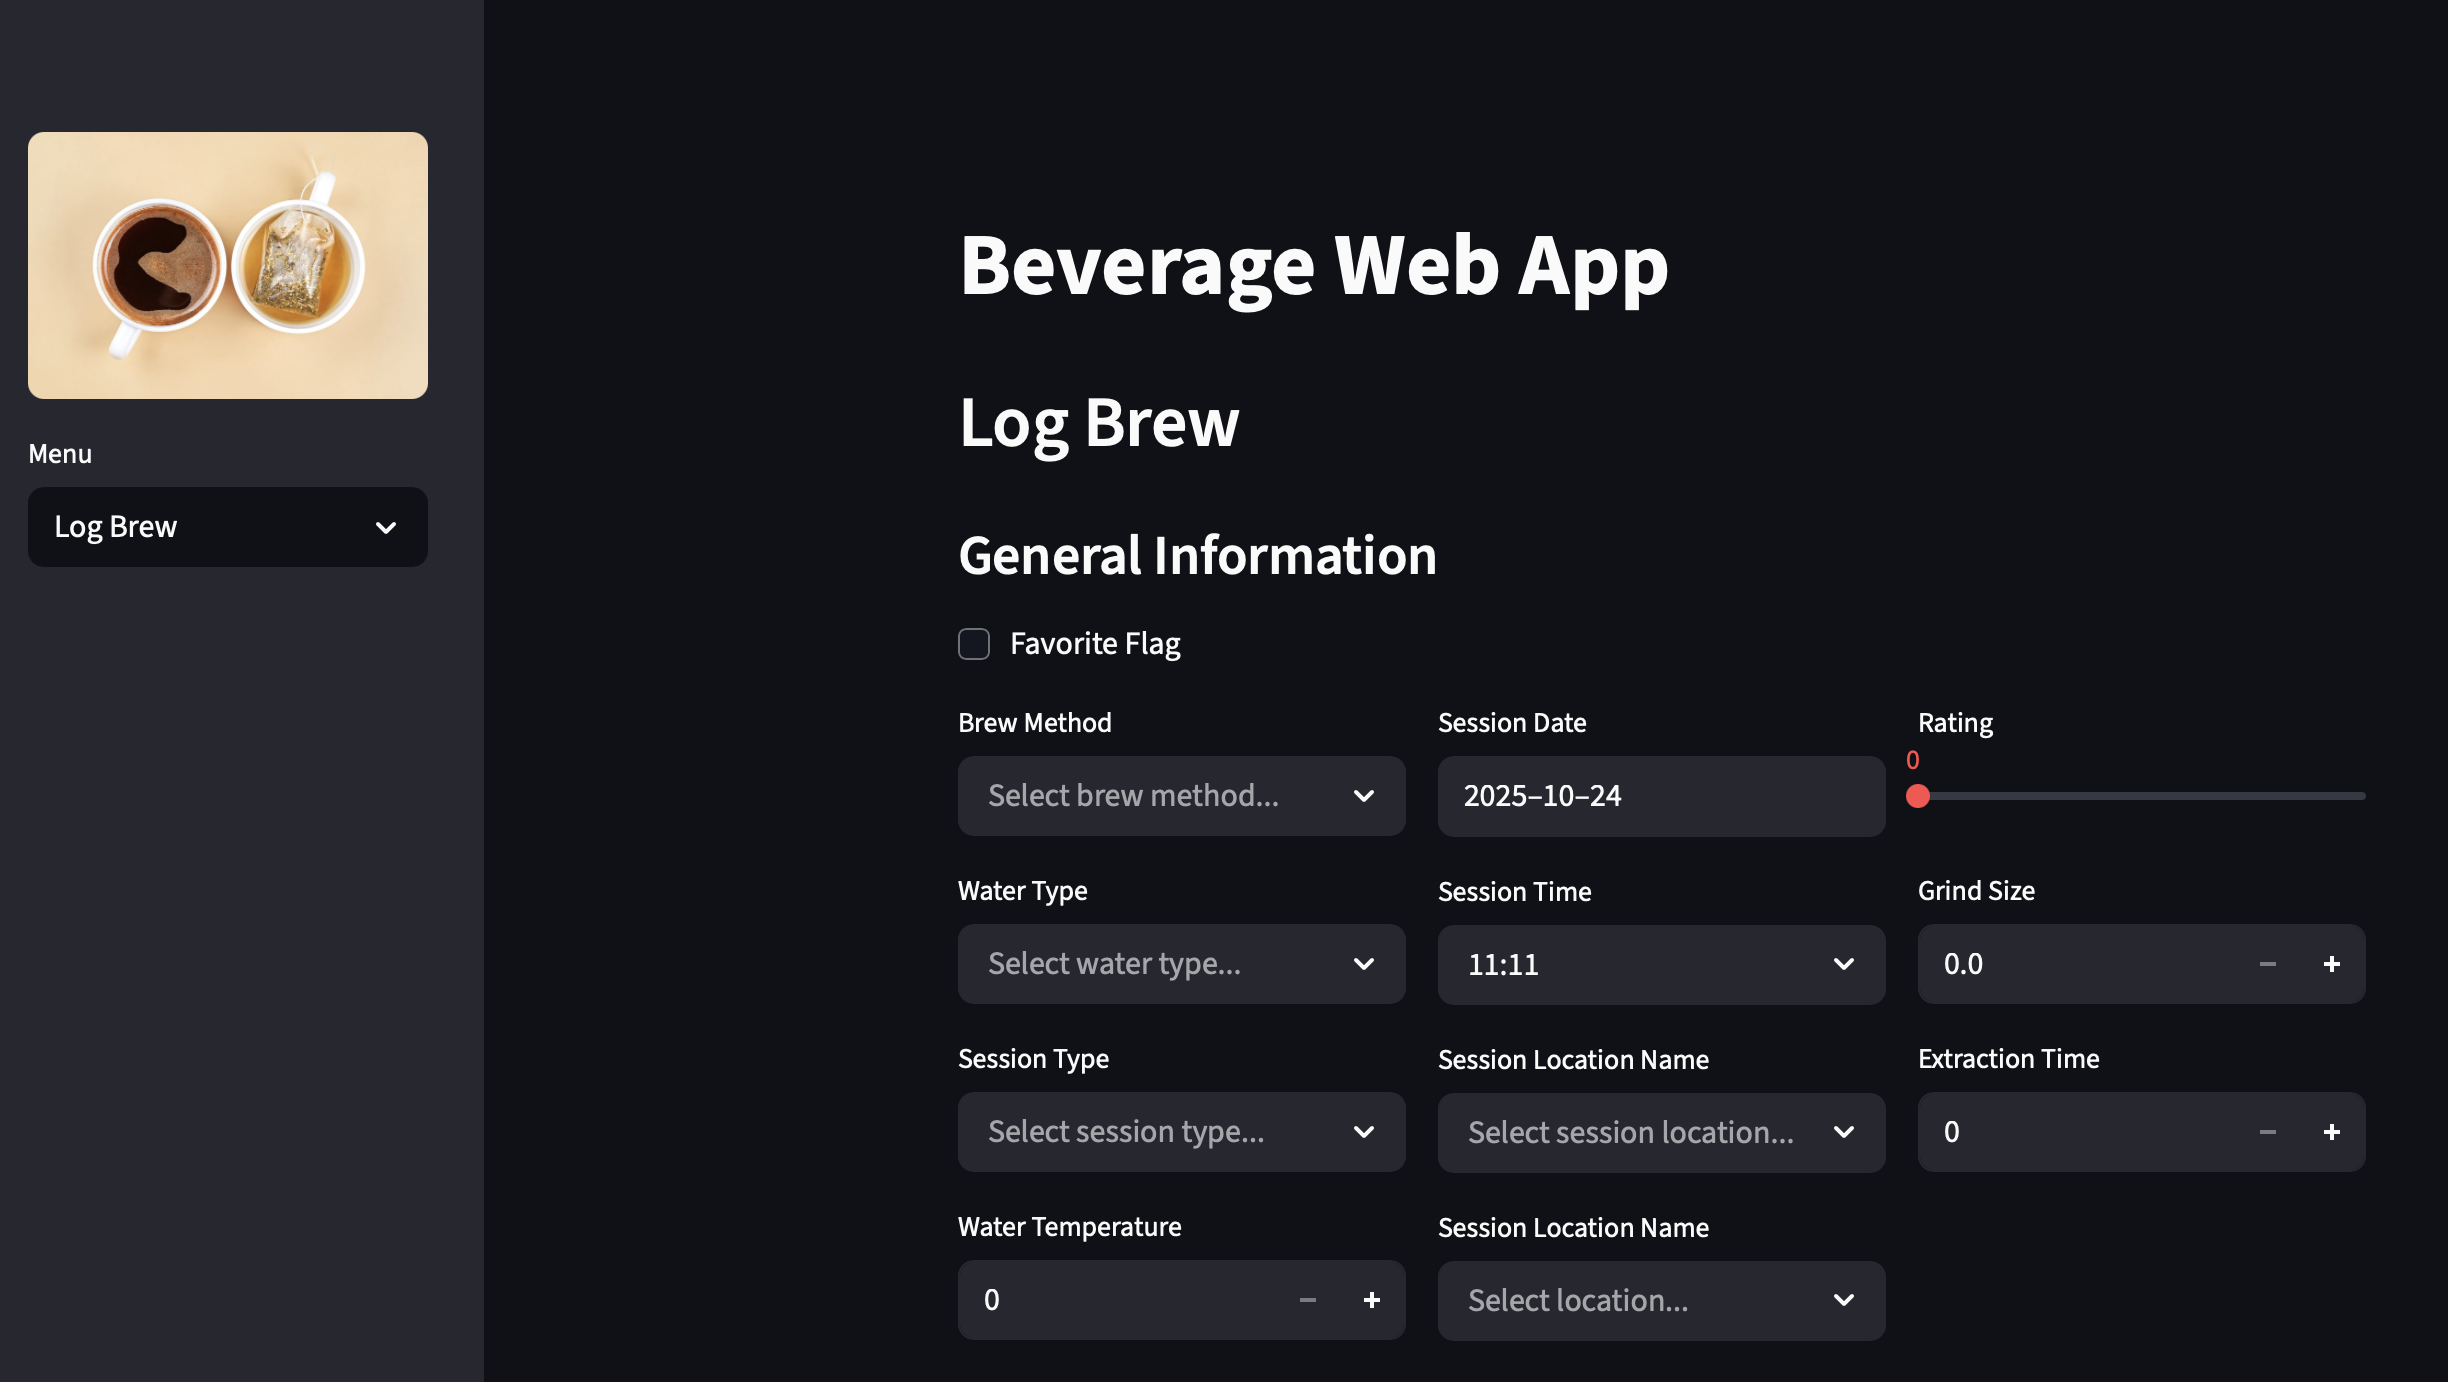 Menu
Log Brew
Beverage Web App
Log Brew
General Information
Favorite Flag
Brew Method
Select brew method...
Session Date
2025–10–24
Rating
0
Water Type
Select water type...
Session Time
11:11
Grind Size
0.0
Session Type
Select session type...
Session Location Name
Select session location...
Extraction Time
0
Water Temperature
0
Session Location Name
Select location...